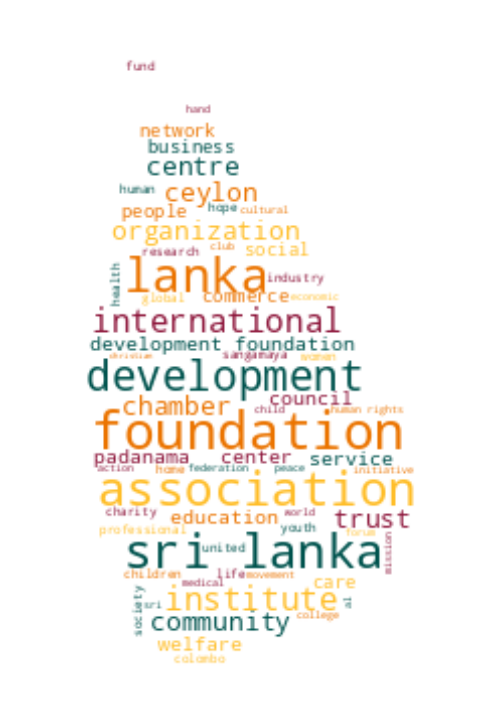 fund
hand
network
business
centre
human ceylon
people hope cultural
organization
research club social
health lanka industry
global commerce economic
international
development foundation
christian sangamaya women
development
chamber council
child human rights
foundation
padanama center service
action home federation peace initiative
association
charity education world trust
professional youth forum
sri lanka
united mission
children life movement
medical care
society sri institute al
community college
welfare
colombo